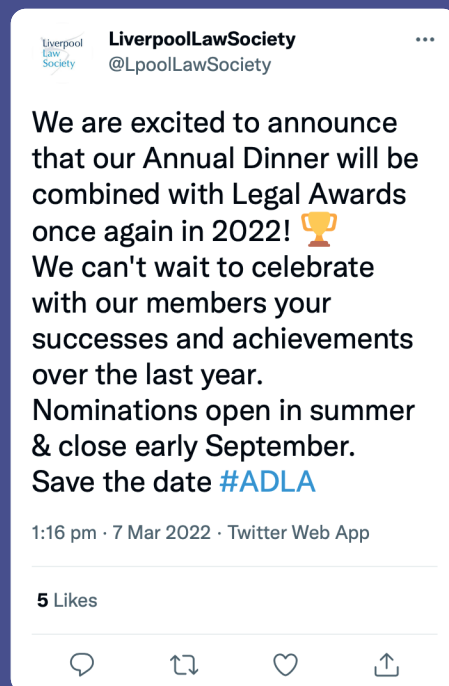 Liverpool
Law
Society
LiverpoolLawSociety
@LpoolLawSociety
We are excited to announce
that our Annual Dinner will be
combined with Legal Awards
once again in 2022! 🏆
We can't wait to celebrate
with our members your
successes and achievements
over the last year.
Nominations open in summer
& close early September.
Save the date #ADLA
1:16 pm · 7 Mar 2022 · Twitter Web App
5 Likes